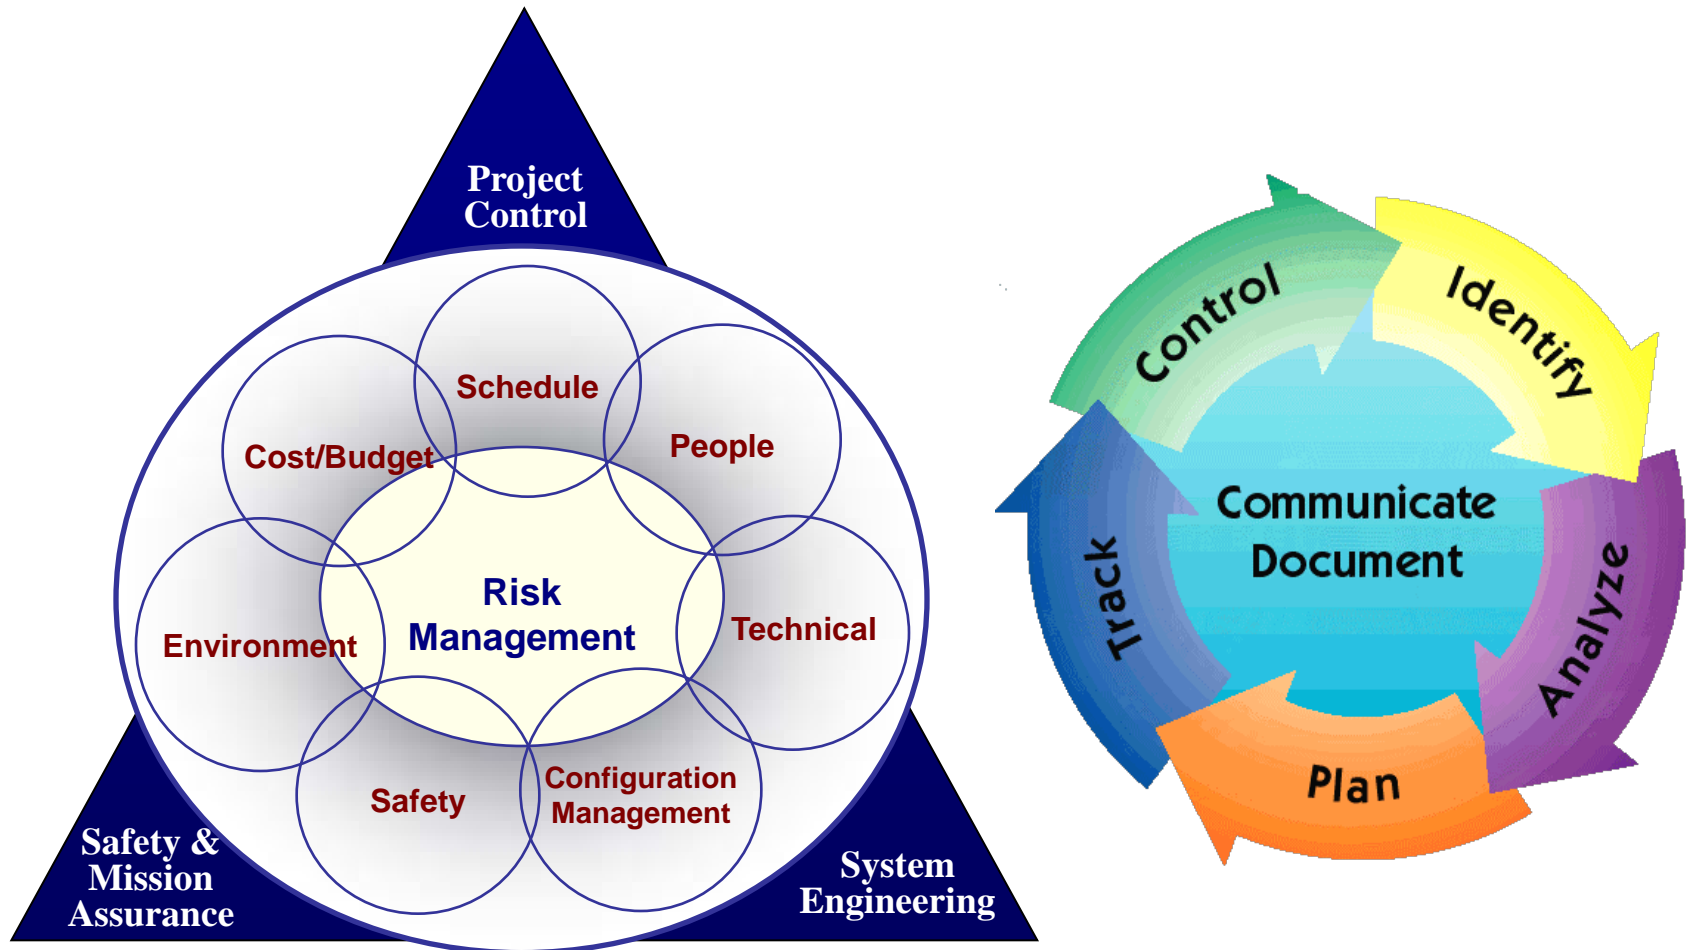 Project
Control
Schedule
Cost/Budget
People
Risk
Management
Environment
Technical
Safety
Configuration
Management
Safety &
Mission
Assurance
System
Engineering
Control
Identify
Communicate
Document
Track
Analyze
Plan